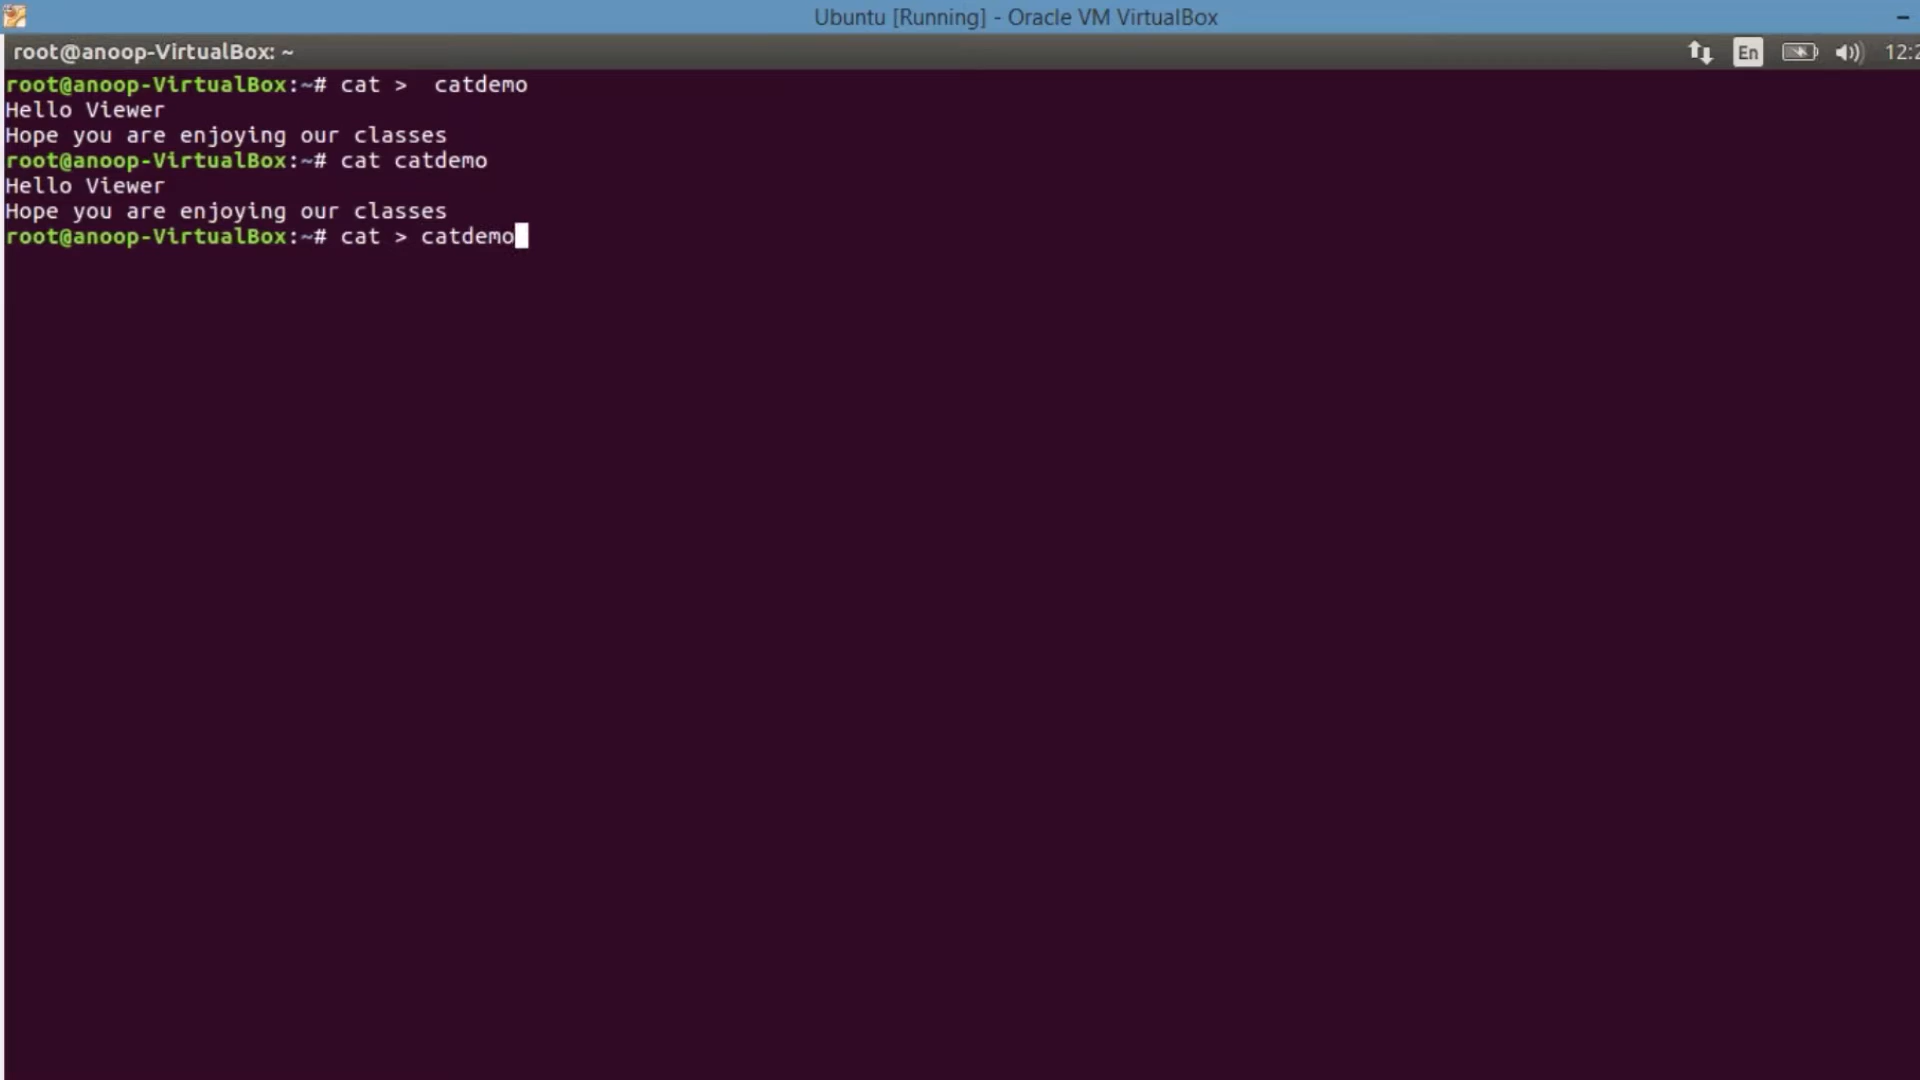 Ubuntu [Running] - Oracle VM VirtualBox
root@anoop-VirtualBox: ~
En
root@anoop-VirtualBox:~# cat >  catdemo
Hello Viewer
Hope you are enjoying our classes
root@anoop-VirtualBox:~# cat catdemo
Hello Viewer
Hope you are enjoying our classes
root@anoop-VirtualBox:~# cat > catdemo